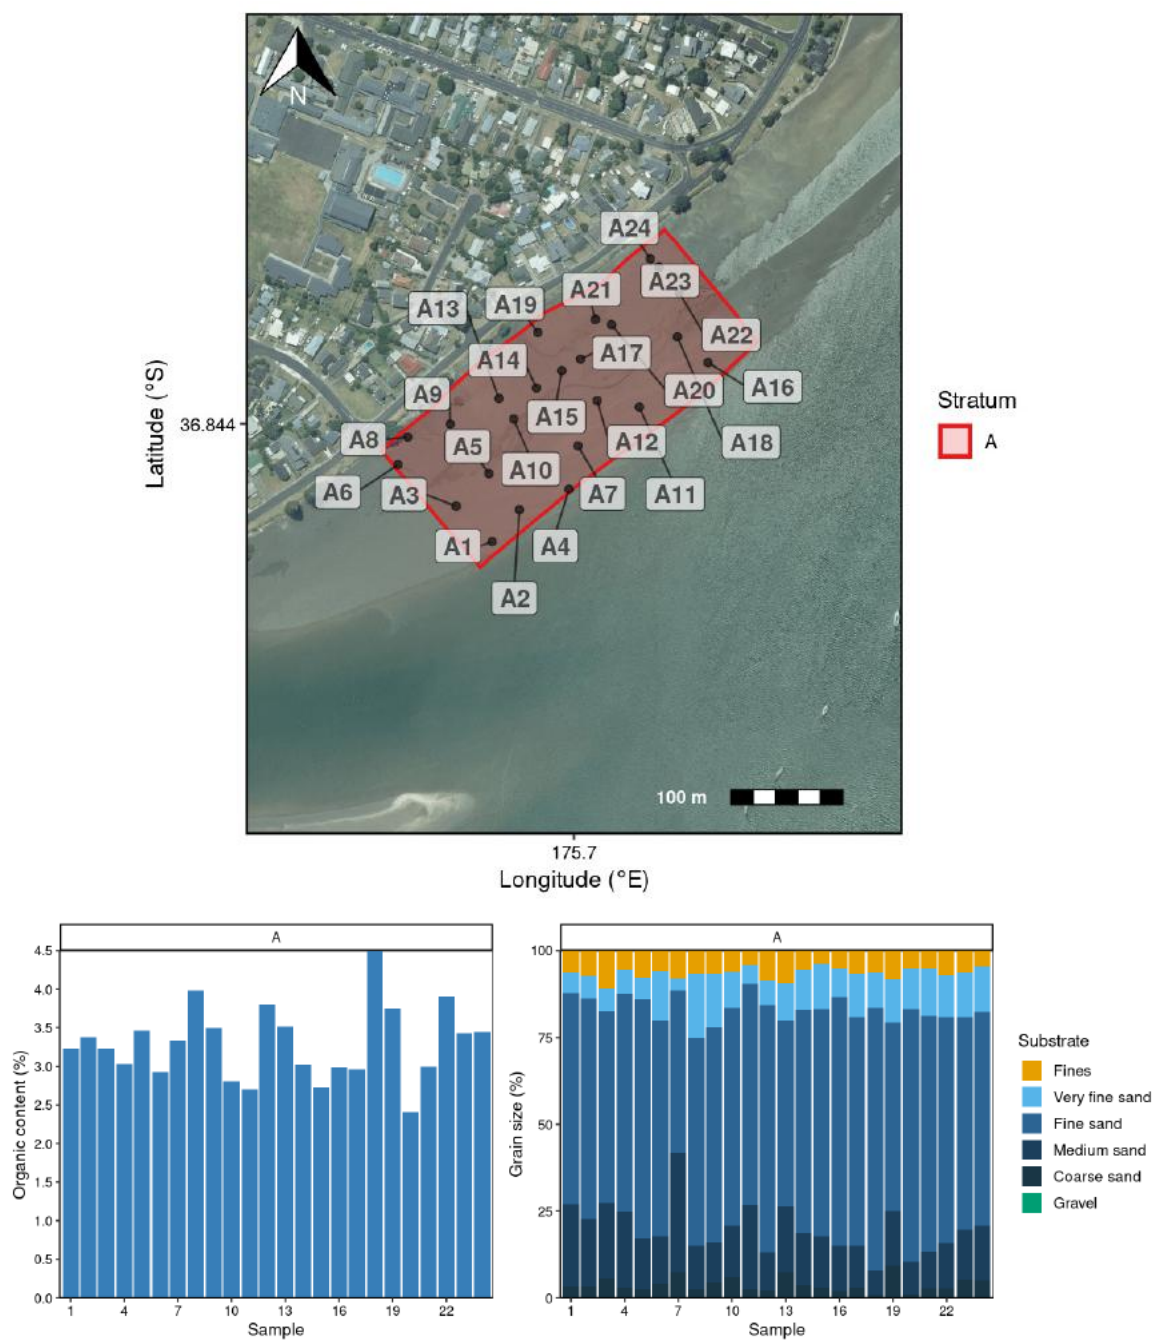 N
A24
A23
A21
A19
A13
A22
A17
A14
A16
A20
A9
A15
A18
A12
A8
A5
A10
A6
A3
A7
A11
A1
A4
A2
100 m
Latitude (°S)
36.844
175.7
Longitude (°E)
Stratum
A
A
4.5
4.0
3.5
3.0
2.5
2.0
1.5
1.0
0.5
0.0
Organic content (%)
1 4 7 10 13 16 19 22
Sample
A
100
75
50
25
0
Grain size (%)
1 4 7 10 13 16 19 22
Sample
Substrate
Fines
Very fine sand
Fine sand
Medium sand
Coarse sand
Gravel